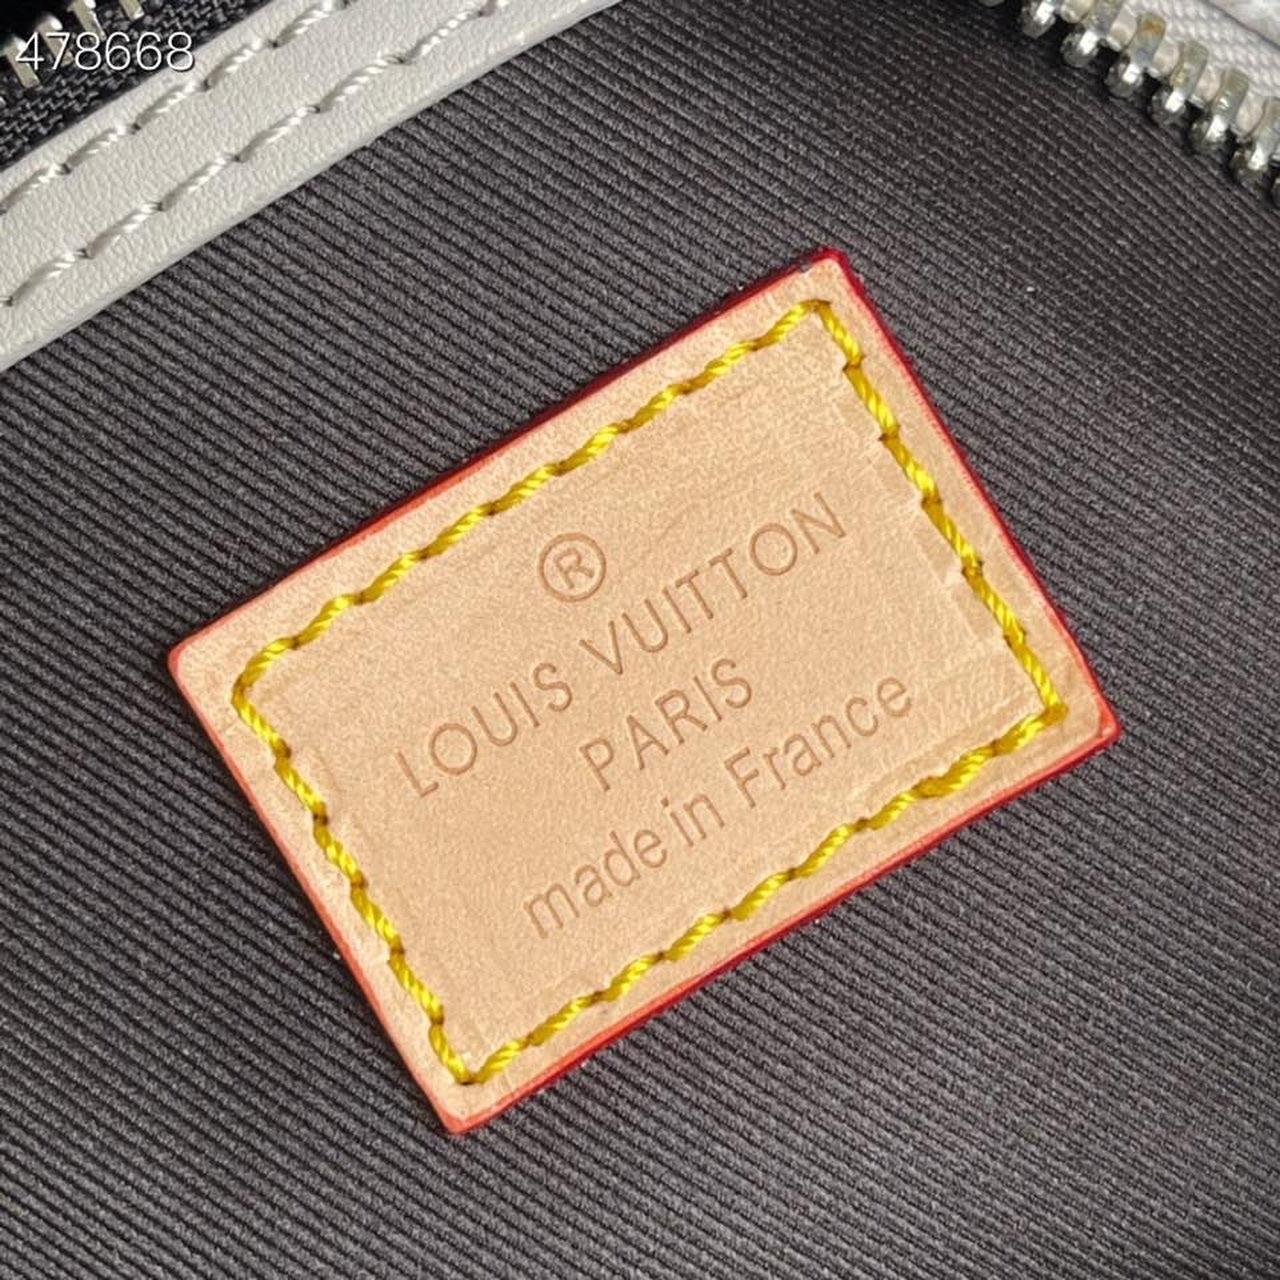 478668
®
LOUIS VUITTON
PARIS
made in France